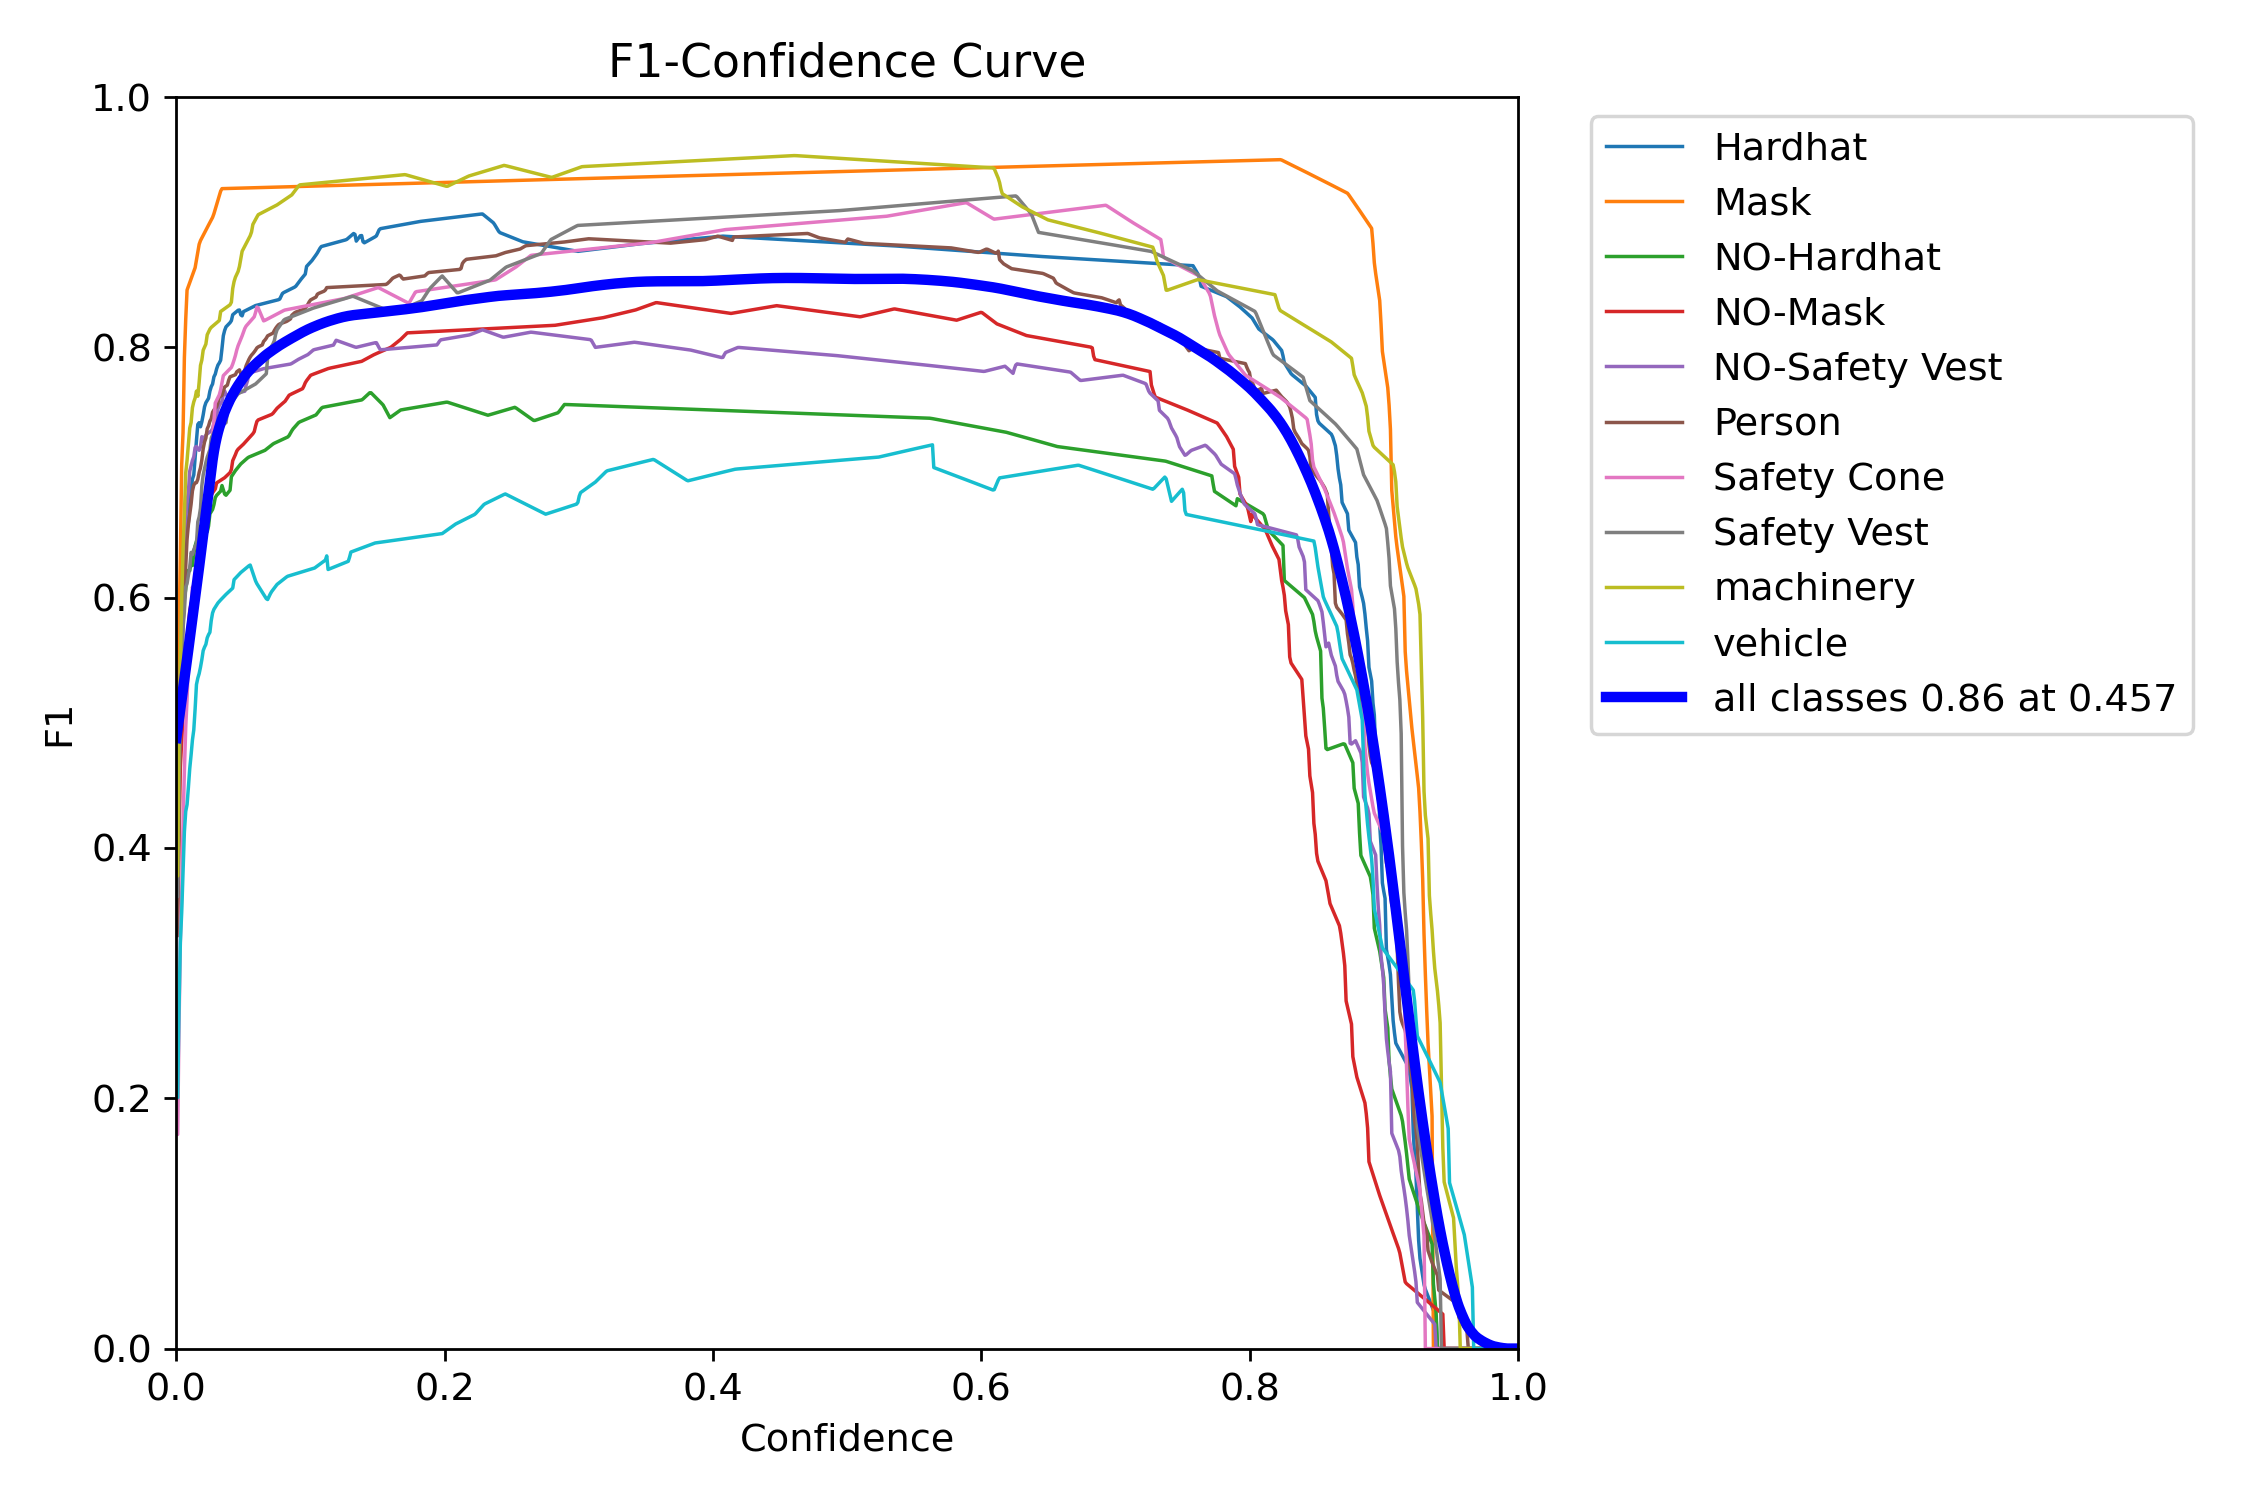 F1-Confidence Curve
1.0
0.8
0.6
0.4
0.2
0.0
F1
0.0 0.2 0.4 0.6 0.8 1.0
Confidence
Hardhat
Mask
NO-Hardhat
NO-Mask
NO-Safety Vest
Person
Safety Cone
Safety Vest
machinery
vehicle
all classes 0.86 at 0.457